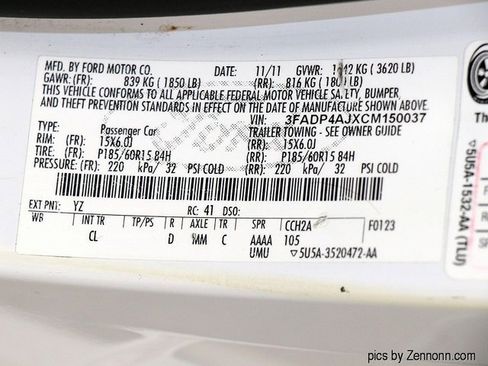 MFD. BY FORD MOTOR CO. DATE: 11/11 GVWR: KG ( 3620 LB)
GAWR: (FR): 839 KG ( 1850 LB) (RR): 816 KG ( LB)
THIS VEHICLE CONFORMS TO ALL APPLICABLE FEDERAL MOTOR VEHICLE SAFETY, BUMPER,
AND THEFT PREVENTION STANDARDS IN EFFECT ON THE DATE OF MANUFACTURE SHOWN ABOVE.
VIN: 3FADP4AJXCM150037
TYPE: Passenger Car TRAILER TOWING - SEE OWNER GUIDE
RIM: (FR): 15X6.0J (RR): 15X6.0J
TIRE: (FR): P185/60R15 84H (RR): P185/60R15 84H
PRESSURE: (FR): 220 kPa/ 32 PSI COLD (RR): 220 kPa/ 32 PSI COLD
EXT PNT: YZ RC: 41 DSO: F0123
WB INT TR TP/PS R AXLE TR SPR CCH2A
CL D MM C AAAA 105
UMU ▽5U5A-3520472-AA
Th
▽5U5A-1532-AA (TLU)
pics by Zennonn.com